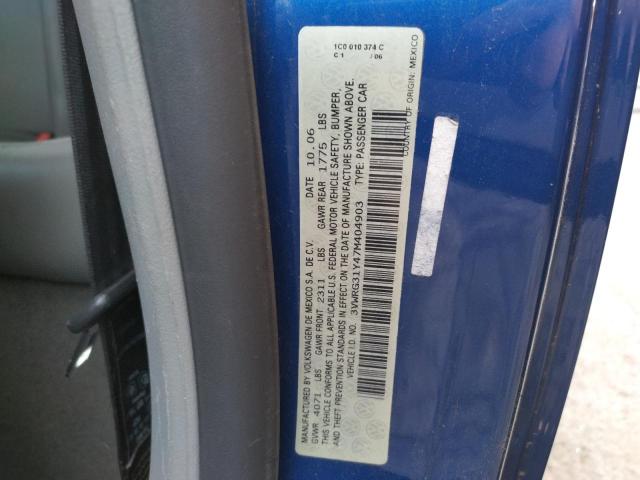 1C0 010 374 C
C 1 / 06
MANUFACTURED BY VOLKSWAGEN DE MEXICO S.A. DE C.V. DATE 10.06
GVWR 4071 LBS GAWR FRONT 2311 LBS GAWR REAR 1775 LBS
THIS VEHICLE CONFORMS TO ALL APPLICABLE U.S. FEDERAL MOTOR VEHICLE SAFETY, BUMPER,
AND THEFT PREVENTION STANDARDS IN EFFECT ON THE DATE OF MANUFACTURE SHOWN ABOVE.
VEHICLE I.D. NO. 3VWRG31Y47M404903 TYPE: PASSENGER CAR
COUNTRY OF ORIGIN: MEXICO